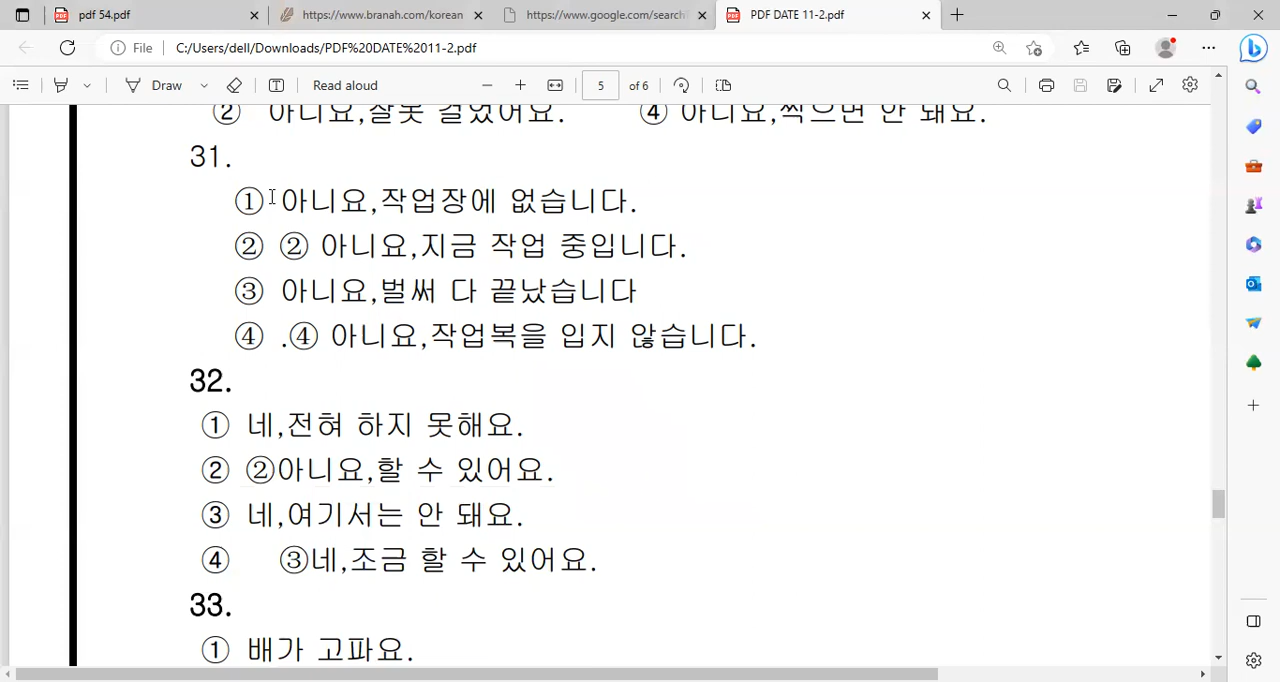 pdf 54.pdf
https://www.branah.com/korean
https://www.google.com/search
PDF DATE 11-2.pdf
File C:/Users/dell/Downloads/PDF%20DATE%2011-2.pdf
Draw Read aloud 5 of 6
② 아니요,잘못 걸었어요. ④ 아니요,찍으면 안 돼요.
31.
① 아니요,작업장에 없습니다.
② ② 아니요,지금 작업 중입니다.
③ 아니요,벌써 다 끝났습니다
④ .④ 아니요,작업복을 입지 않습니다.
32.
① 네,전혀 하지 못해요.
② ②아니요,할 수 있어요.
③ 네,여기서는 안 돼요.
④ ③네,조금 할 수 있어요.
33.
① 배가 고파요.